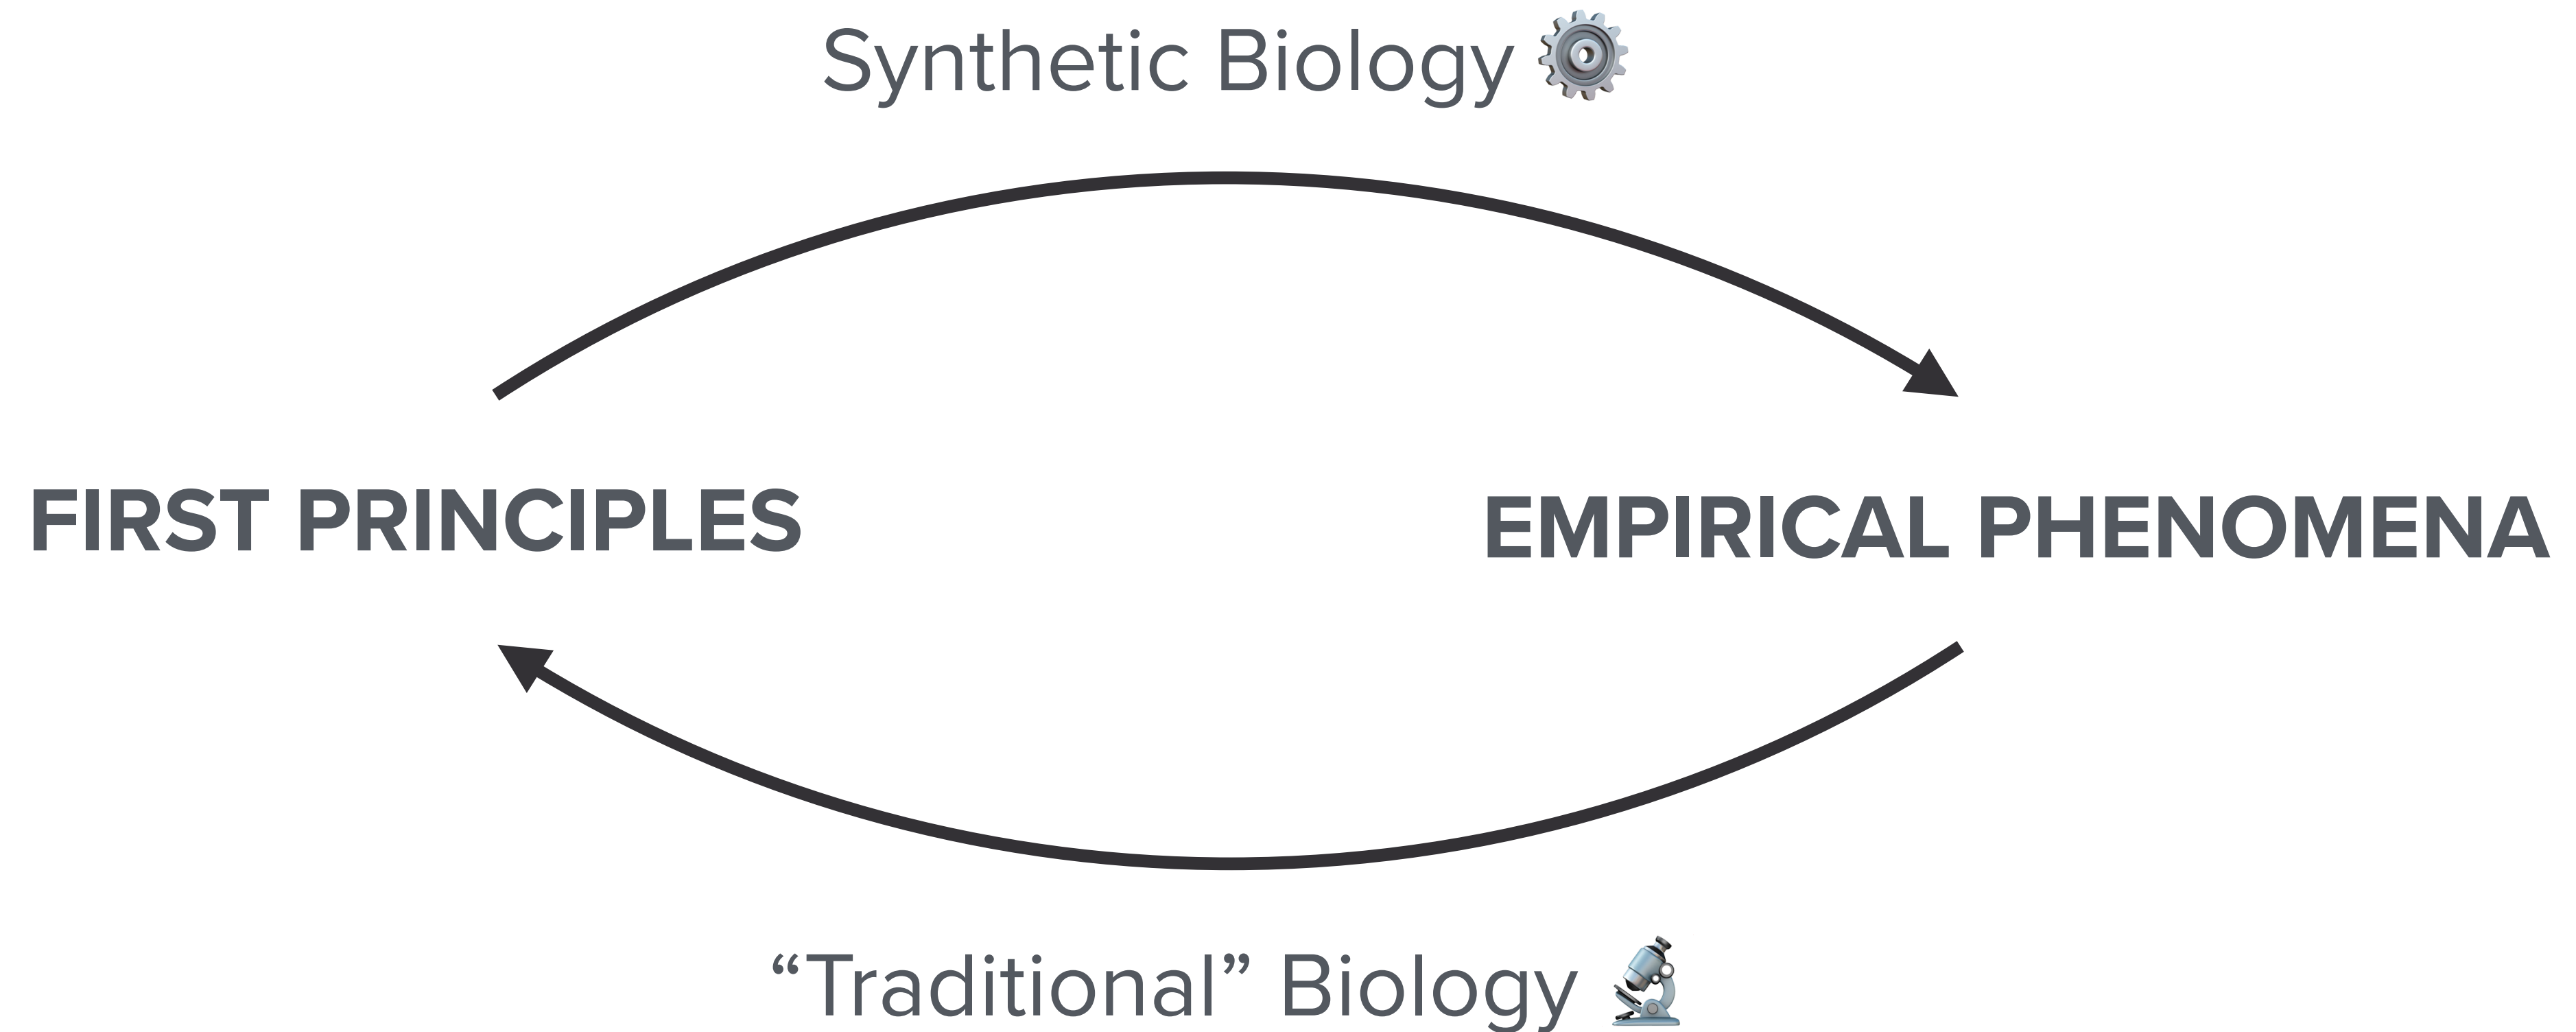 Synthetic Biology ⚙️
FIRST PRINCIPLES
EMPIRICAL PHENOMENA
“Traditional” Biology 🔬